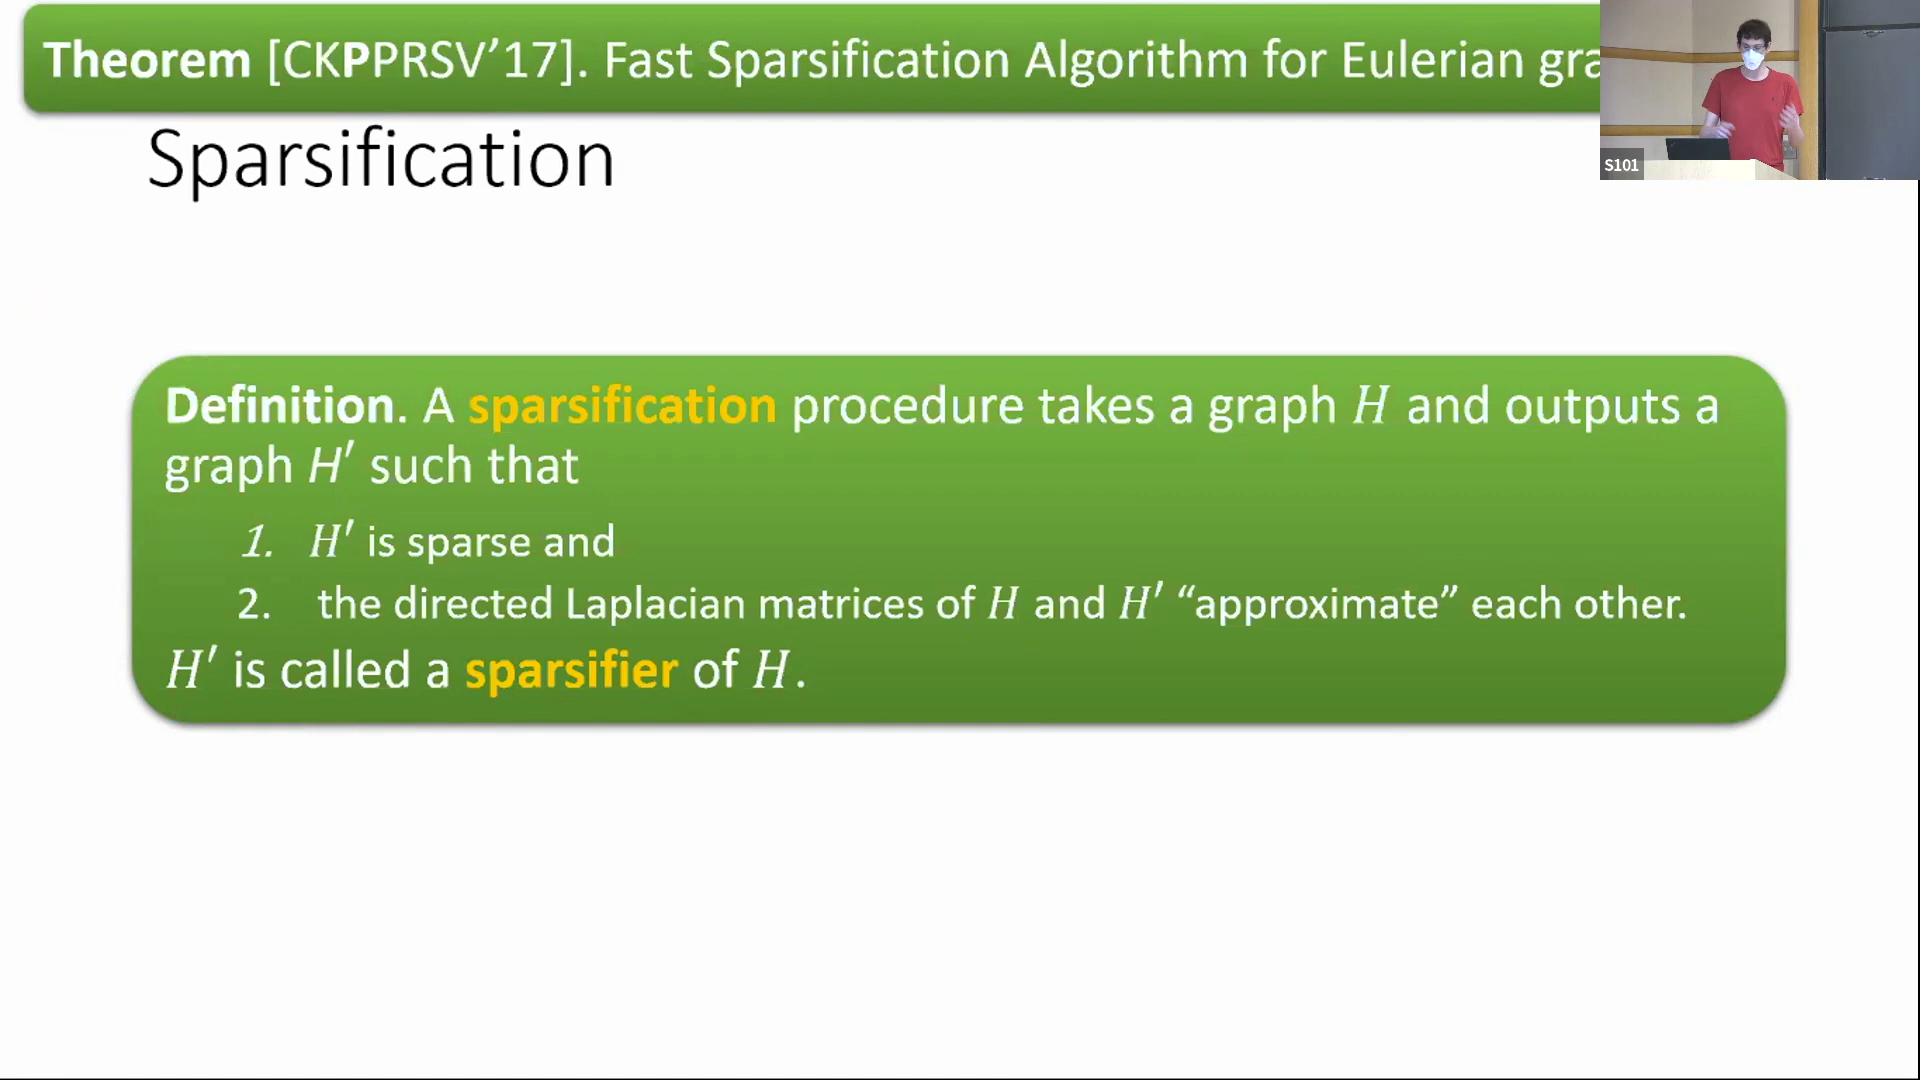 Theorem [CKPPRSV’17]. Fast Sparsification Algorithm for Eulerian
S101
Sparsification
Definition. A sparsification procedure takes a graph H and outputs a
graph H′ such that
1. H′ is sparse and
2. the directed Laplacian matrices of H and H′ “approximate” each other.
H′ is called a sparsifier of H.